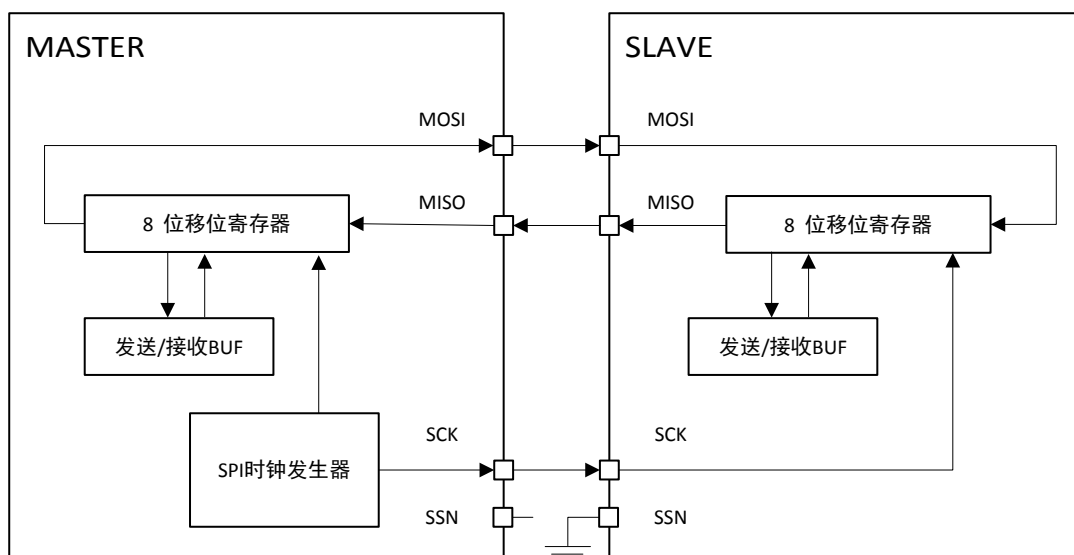 MASTER
SLAVE
MOSI
MOSI
MISO
MISO
8 位移位寄存器
8 位移位寄存器
发送/接收BUF
发送/接收BUF
SCK
SCK
SPI时钟发生器
SSN
SSN